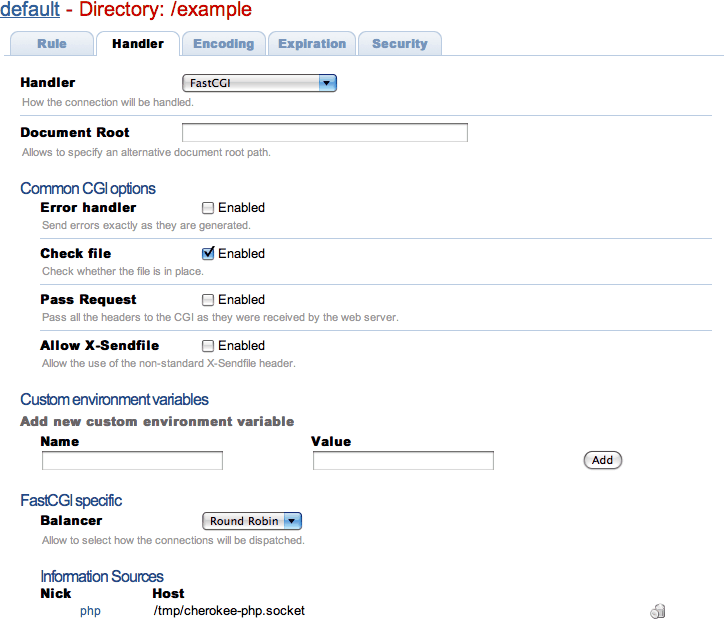 default - Directory: /example
Rule Handler Encoding Expiration Security
Handler FastCGI
How the connection will be handled.
Document Root
Allows to specify an alternative document root path.
Common CGI options
Error handler Enabled
Send errors exactly as they are generated.
Check file Enabled
Check whether the file is in place.
Pass Request Enabled
Pass all the headers to the CGI as they were received by the web server.
Allow X-Sendfile Enabled
Allow the use of the non-standard X-Sendfile header.
Custom environment variables
Add new custom environment variable
Name Value
Add
FastCGI specific
Balancer Round Robin
Allow to select how the connections will be dispatched.
Information Sources
Nick Host
php /tmp/cherokee-php.socket